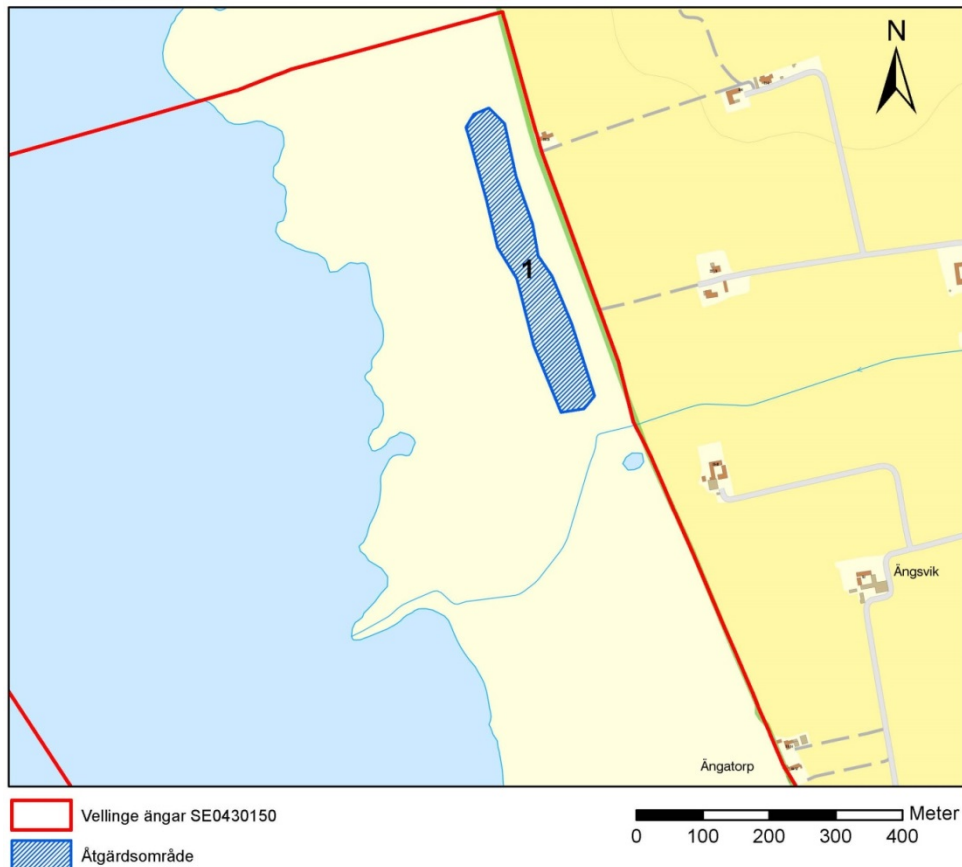 N
1
Ängsvik
Ängatorp
Vellinge ängar SE0430150
Åtgärdsområde
Meter
0 100 200 300 400